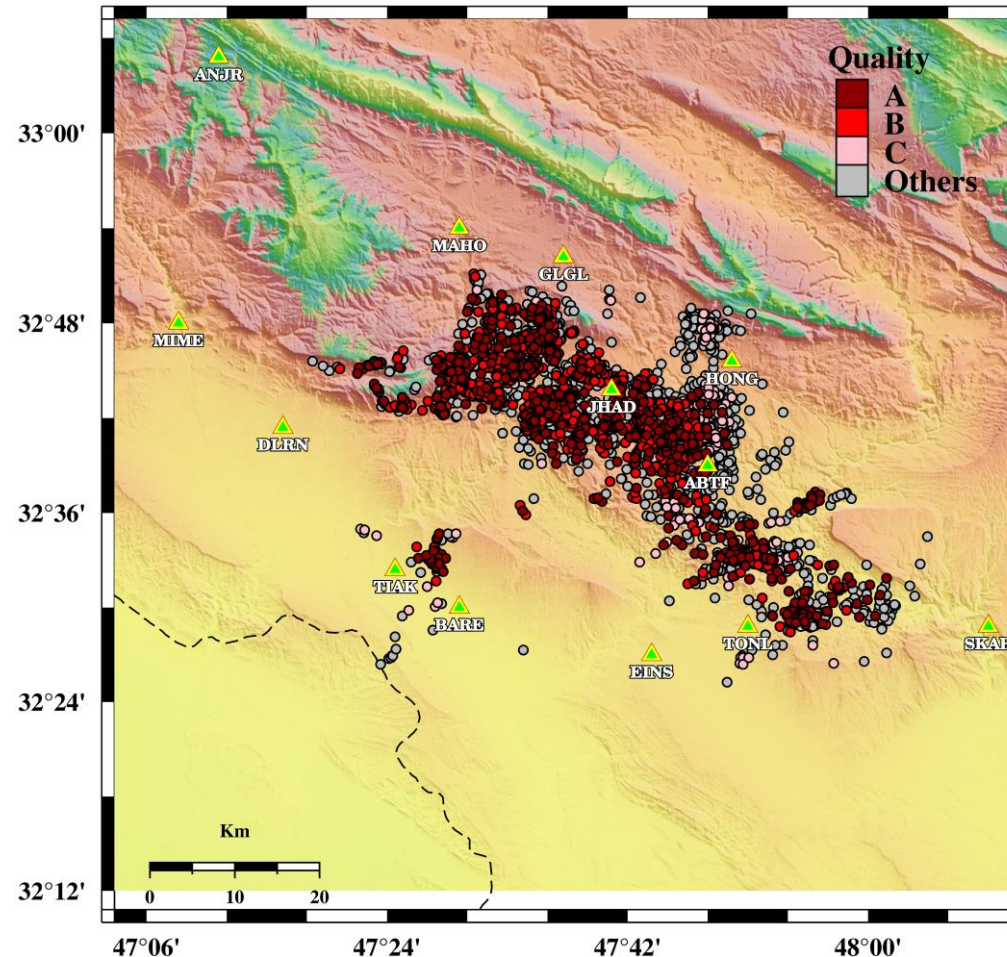 ANJR
Quality
A
B
C
Others
33°00'
MAHO
GLGL
32°48'
MIME
HONG
JHAD
DLRN
ABTF
32°36'
TIAK
BARE
TONL
EINS
32°24'
Km
32°12'
0 10 20
47°06' 47°24' 47°42' 48°00'